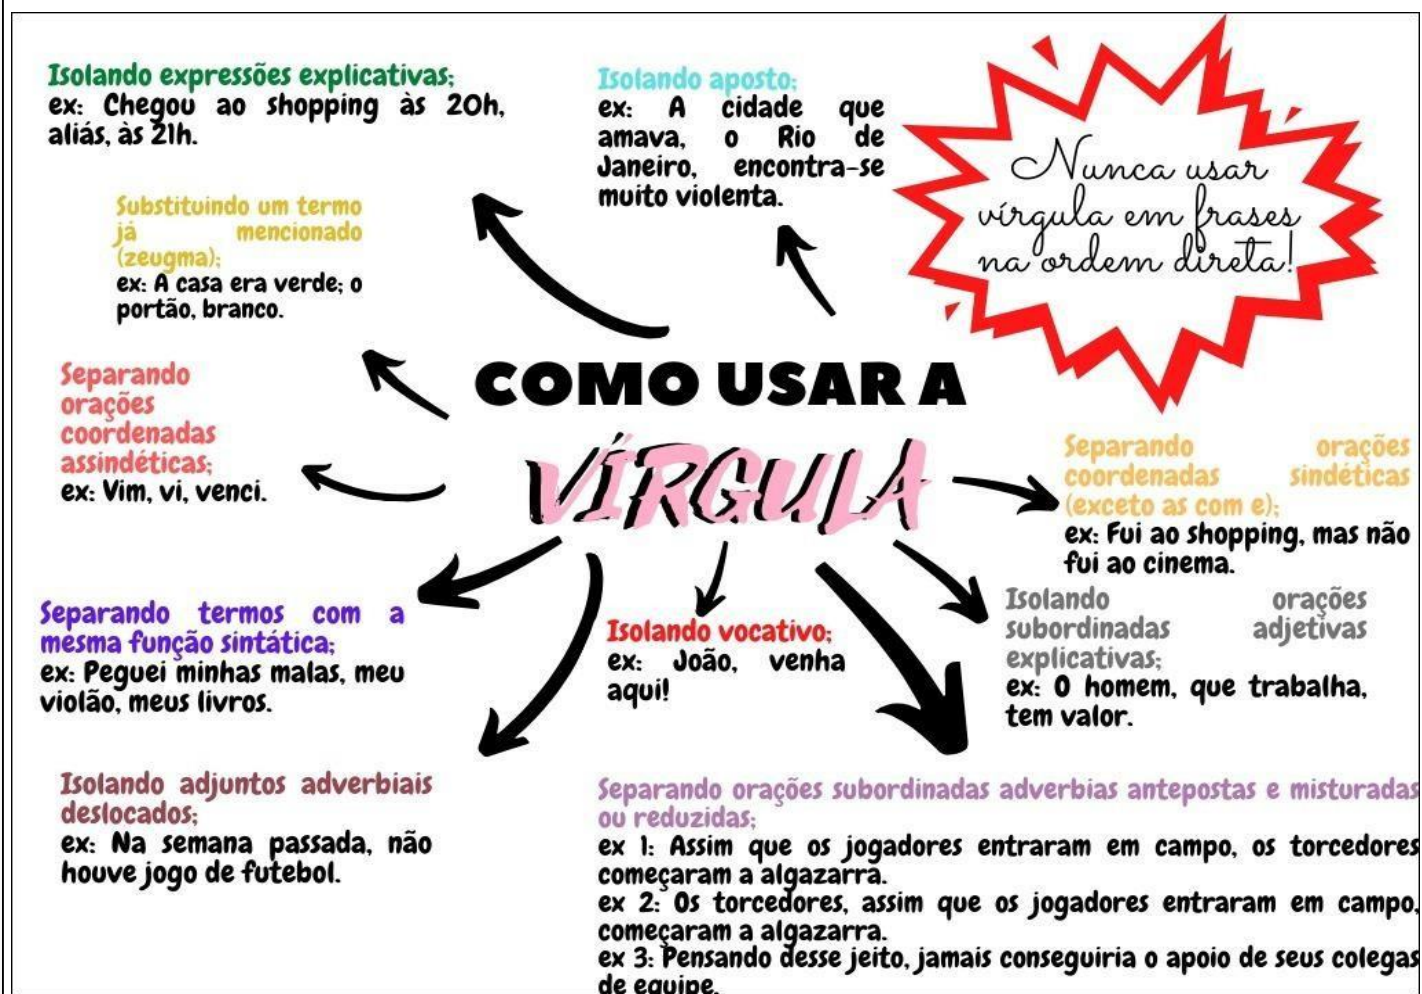 Isolando expressões explicativas;
ex: Chegou ao shopping às 20h,
aliás, às 21h.
Isolando aposto;
ex: A cidade que
amava, o Rio de
Janeiro, encontra-se
muito violenta.
Nunca usar
vírgula em frases
na ordem direta!
Substituindo um termo
já mencionado
(zeugma);
ex: A casa era verde; o
portão, branco.
COMO USAR A
VÍRGULA
Separando
orações
coordenadas
assindéticas;
ex: Vim, vi, venci.
Separando orações
coordenadas sindéticas
(exceto as com e);
ex: Fui ao shopping, mas não
fui ao cinema.
Separando termos com a
mesma função sintática;
ex: Peguei minhas malas, meu
violão, meus livros.
Isolando vocativo;
ex: João, venha
aqui!
Isolando orações
subordinadas adjetivas
explicativas;
ex: O homem, que trabalha,
tem valor.
Isolando adjuntos adverbiais
deslocados;
ex: Na semana passada, não
houve jogo de futebol.
Separando orações subordinadas adverbias antepostas e misturadas
ou reduzidas;
ex 1: Assim que os jogadores entraram em campo, os torcedores
começaram a algazarra.
ex 2: Os torcedores, assim que os jogadores entraram em campo,
começaram a algazarra.
ex 3: Pensando desse jeito, jamais conseguiria o apoio de seus colegas
de equipe.